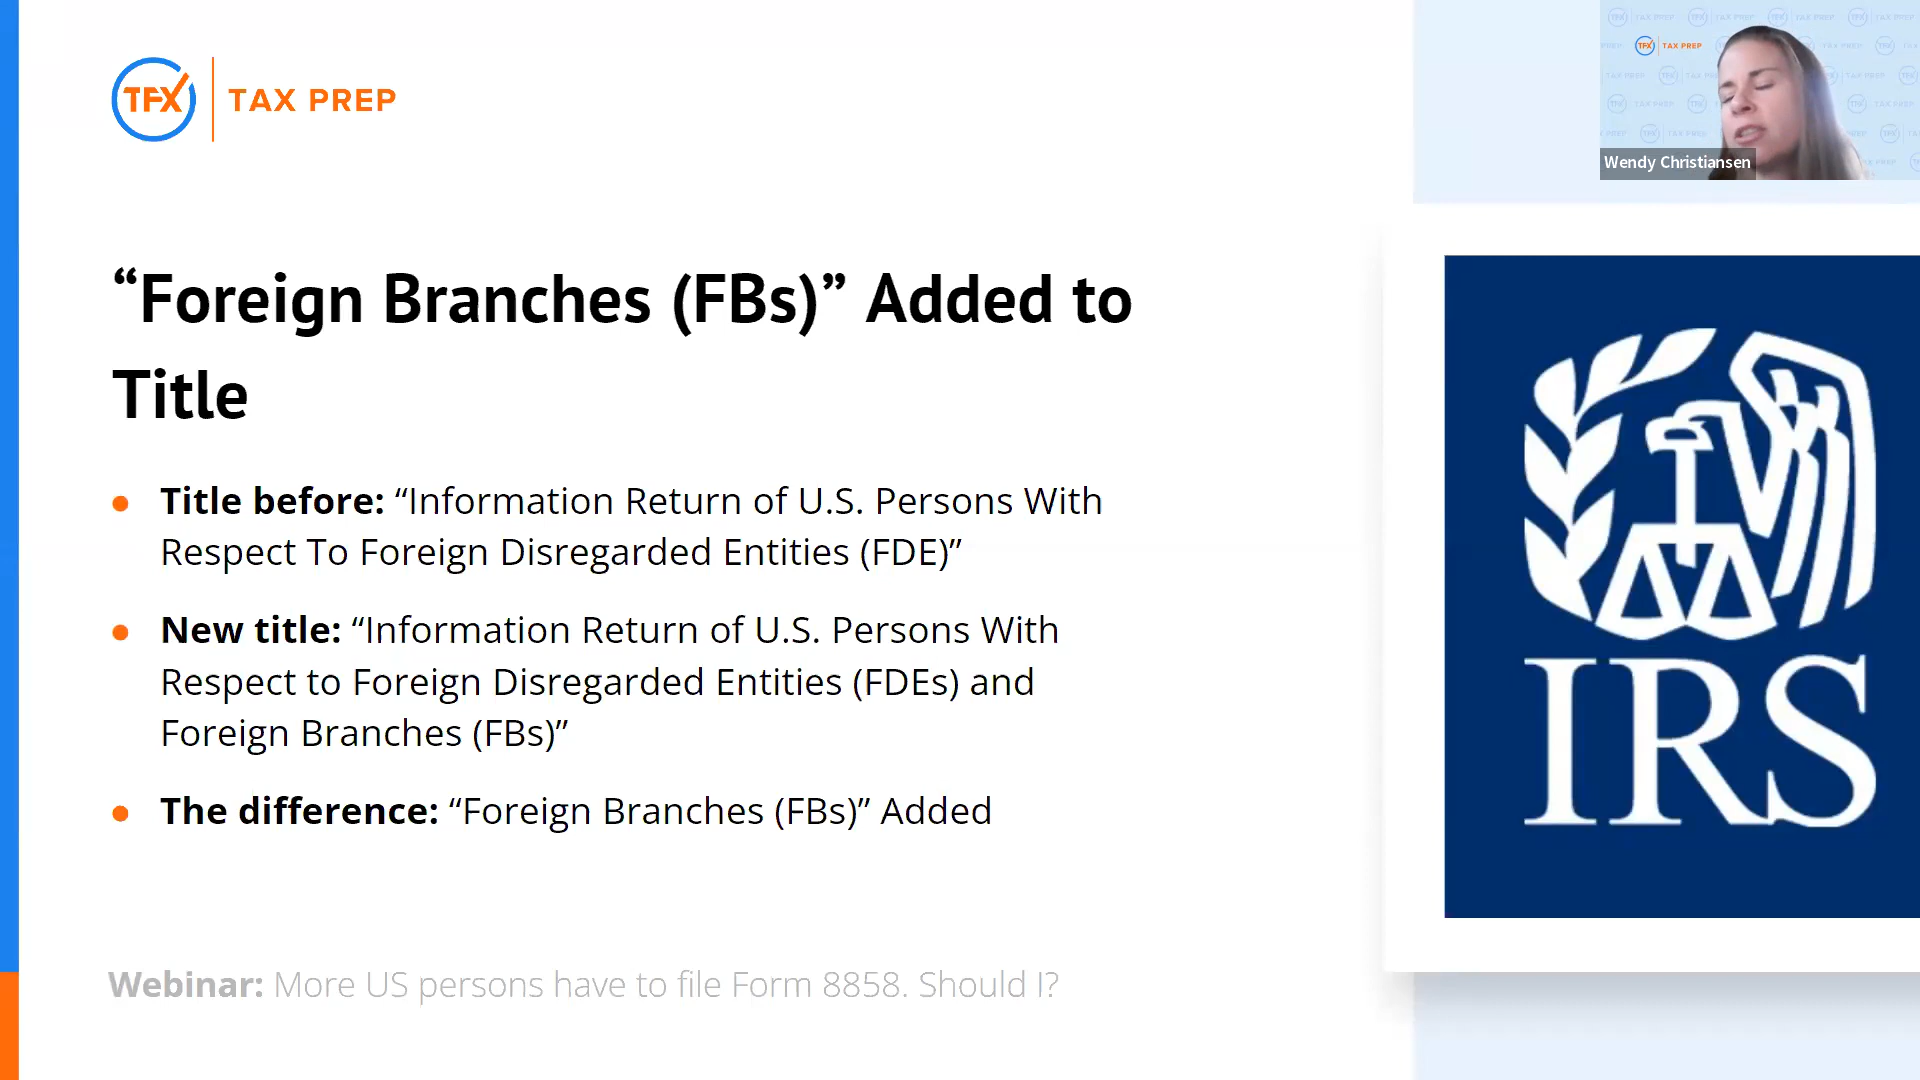 TFX TAX PREP
TFX TAX PREP
Wendy Christiansen
“Foreign Branches (FBs)” Added to
Title
Title before: “Information Return of U.S. Persons With
Respect To Foreign Disregarded Entities (FDE)”
New title: “Information Return of U.S. Persons With
Respect to Foreign Disregarded Entities (FDEs) and
Foreign Branches (FBs)”
The difference: “Foreign Branches (FBs)” Added
IRS
Webinar: More US persons have to file Form 8858. Should I?